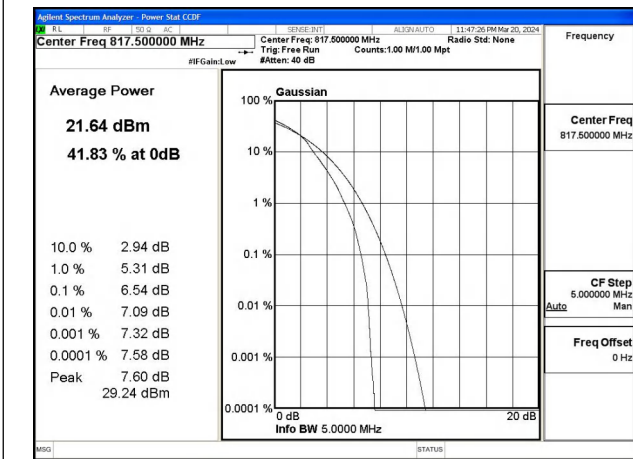 Agilent Spectrum Analyzer - Power Stat CCDF
RL RF 50 Ω AC SENSE:INT ALIGN AUTO 11:47:26 PM Mar 20, 2024
Center Freq 817.500000 MHz
Center Freq: 817.500000 MHz Radio Std: None
Trig: Free Run Counts:1.00 M/1.00 Mpt
#IFGain:Low #Atten: 40 dB
Frequency
Average Power
21.64 dBm
41.83 % at 0dB
10.0 % 2.94 dB
1.0 % 5.31 dB
0.1 % 6.54 dB
0.01 % 7.09 dB
0.001 % 7.32 dB
0.0001 % 7.58 dB
Peak 7.60 dB
29.24 dBm
Gaussian
100 %
10 %
1 %
0.1 %
0.01 %
0.001 %
0.0001 %
0 dB 20 dB
Info BW 5.0000 MHz
Center Freq
817.500000 MHz
CF Step
5.000000 MHz
Auto Man
Freq Offset
0 Hz
MSG STATUS